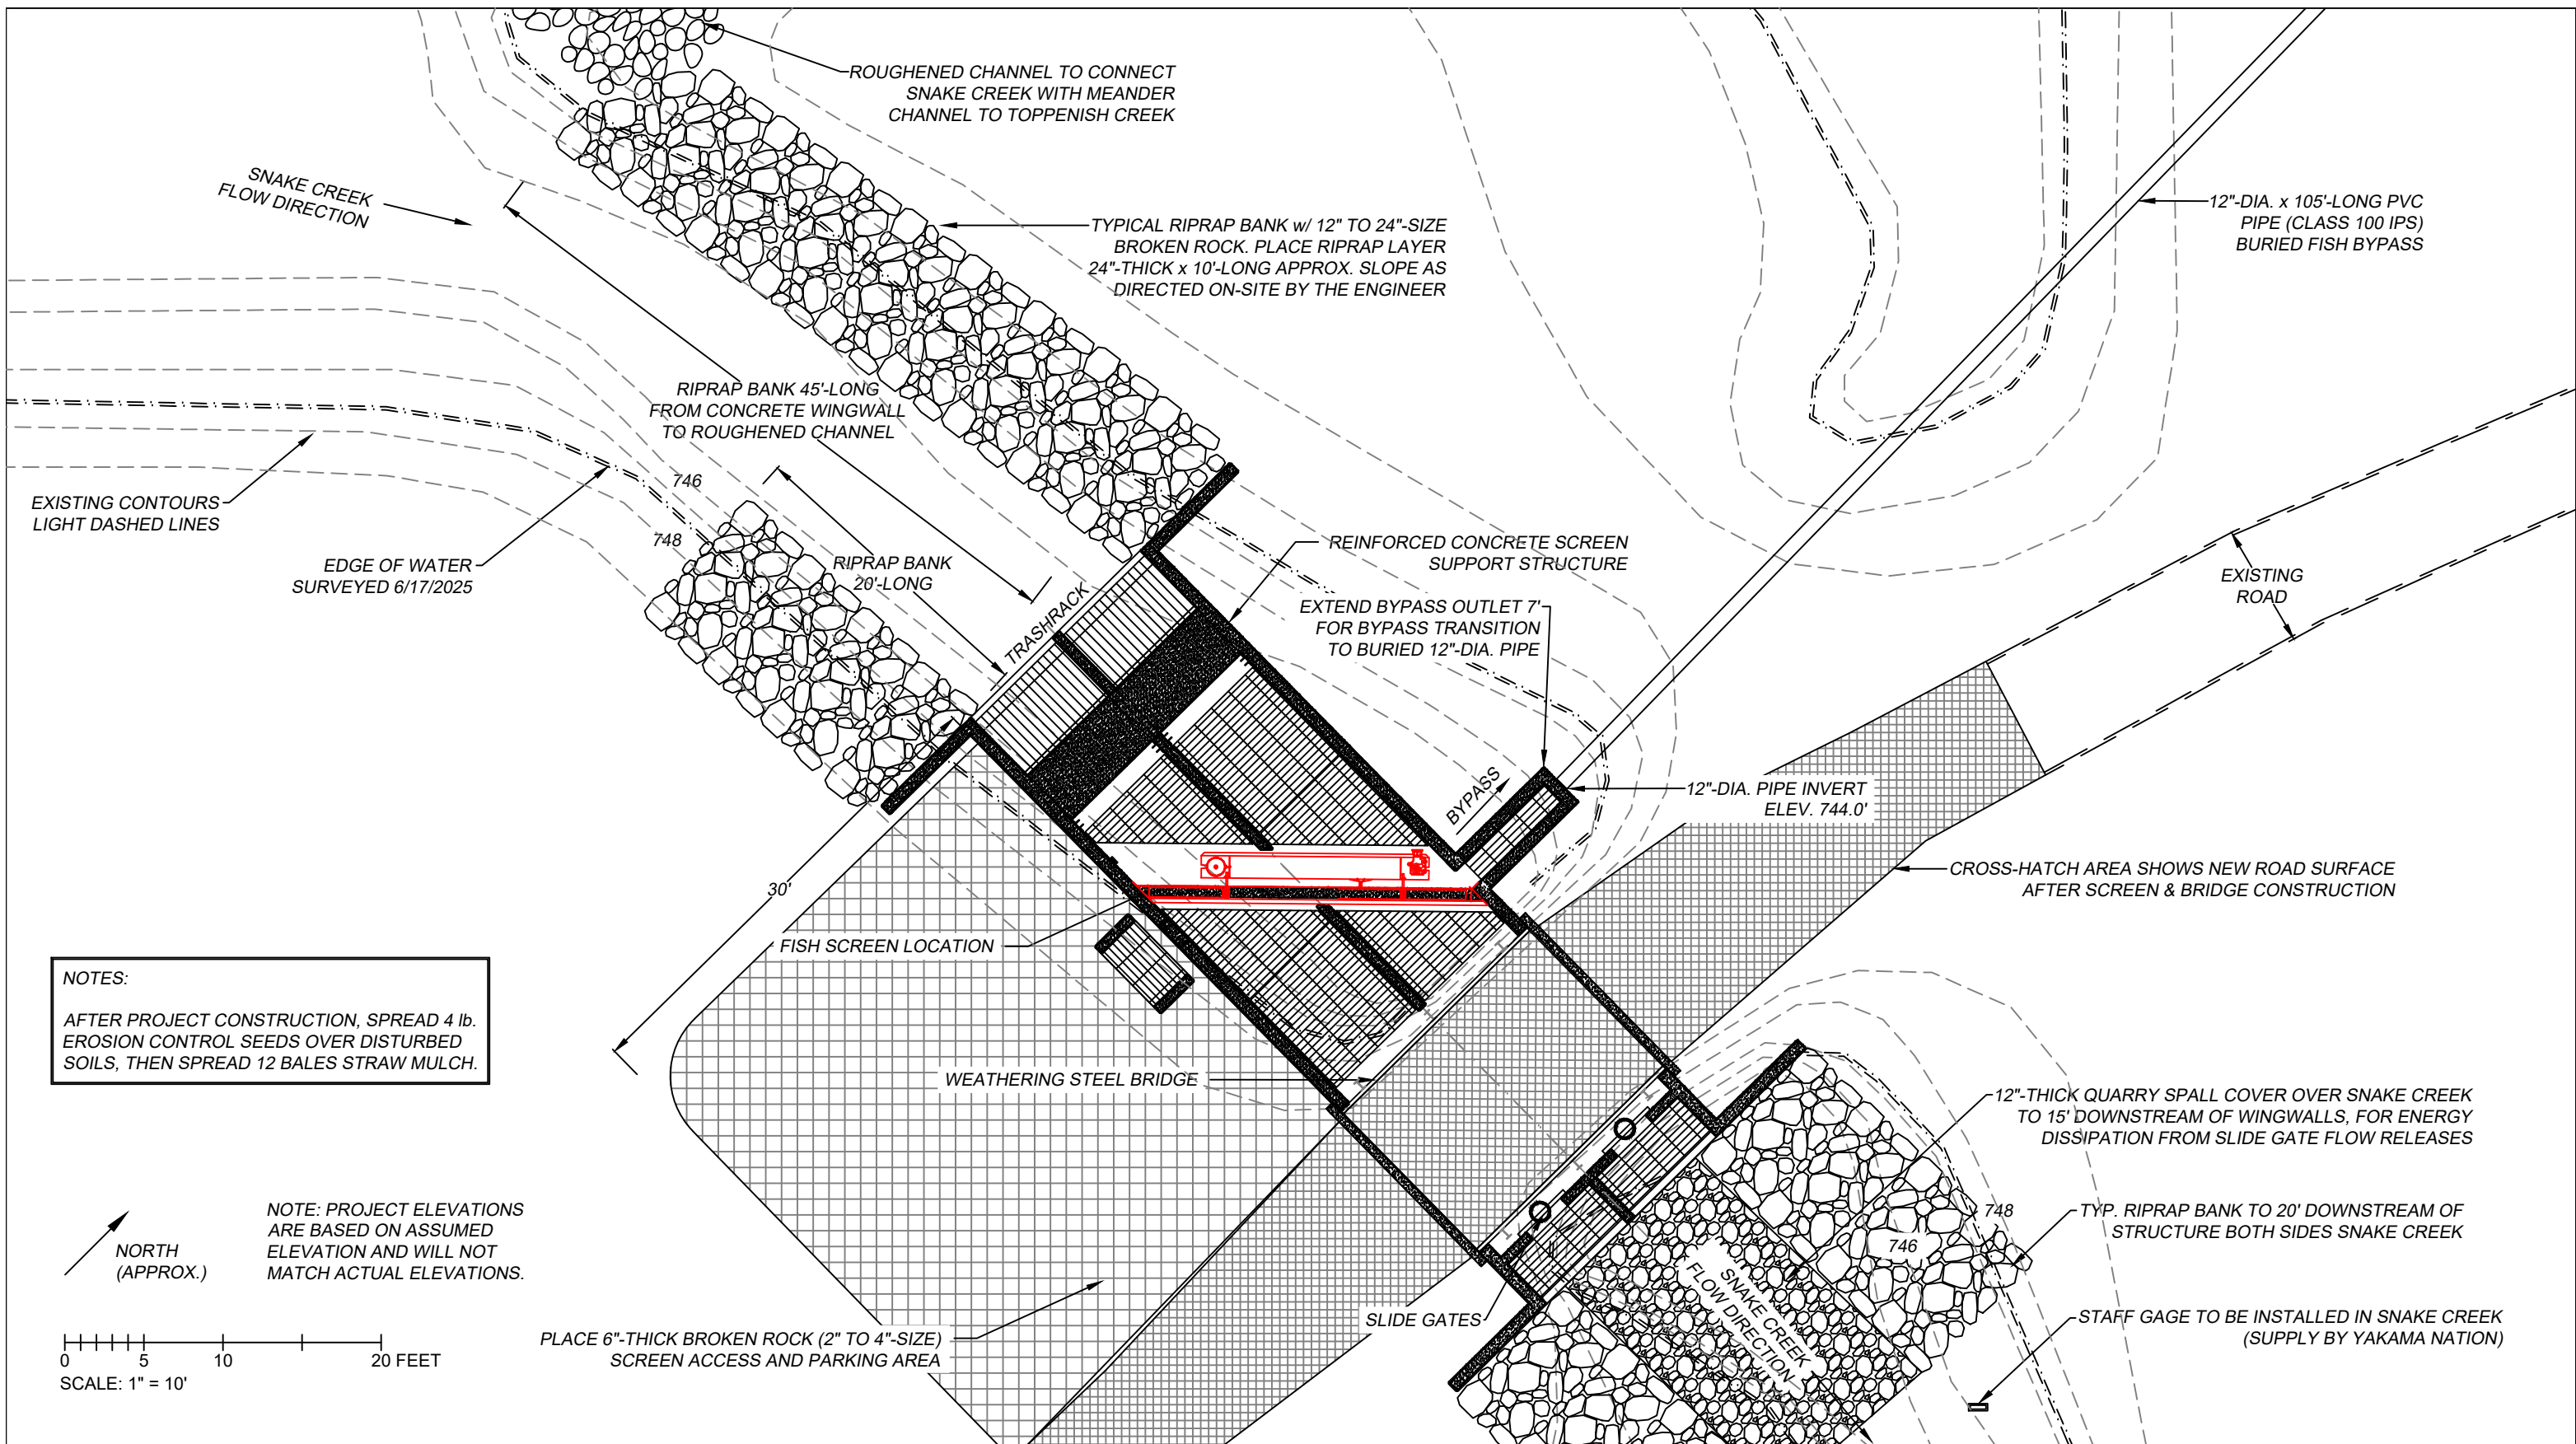 ROUGHENED CHANNEL TO CONNECT
SNAKE CREEK WITH MEANDER
CHANNEL TO TOPPENISH CREEK
SNAKE CREEK
FLOW DIRECTION
TYPICAL RIPRAP BANK w/ 12" TO 24"-SIZE
BROKEN ROCK. PLACE RIPRAP LAYER
24"-THICK x 10'-LONG APPROX. SLOPE AS
DIRECTED ON-SITE BY THE ENGINEER
12"-DIA. x 105'-LONG PVC
PIPE (CLASS 100 IPS)
BURIED FISH BYPASS
RIPRAP BANK 45'-LONG
FROM CONCRETE WINGWALL
TO ROUGHENED CHANNEL
746
748
EXISTING CONTOURS
LIGHT DASHED LINES
EDGE OF WATER
SURVEYED 6/17/2025
RIPRAP BANK
20'-LONG
TRASHRACK
REINFORCED CONCRETE SCREEN
SUPPORT STRUCTURE
EXTEND BYPASS OUTLET 7'
FOR BYPASS TRANSITION
TO BURIED 12"-DIA. PIPE
EXISTING
ROAD
BYPASS
12"-DIA. PIPE INVERT
ELEV. 744.0'
CROSS-HATCH AREA SHOWS NEW ROAD SURFACE
AFTER SCREEN & BRIDGE CONSTRUCTION
30'
FISH SCREEN LOCATION
NOTES:
AFTER PROJECT CONSTRUCTION, SPREAD 4 lb.
EROSION CONTROL SEEDS OVER DISTURBED
SOILS, THEN SPREAD 12 BALES STRAW MULCH.
WEATHERING STEEL BRIDGE
12"-THICK QUARRY SPALL COVER OVER SNAKE CREEK
TO 15' DOWNSTREAM OF WINGWALLS, FOR ENERGY
DISSIPATION FROM SLIDE GATE FLOW RELEASES
748
746
TYP. RIPRAP BANK TO 20' DOWNSTREAM OF
STRUCTURE BOTH SIDES SNAKE CREEK
NORTH
(APPROX.)
NOTE: PROJECT ELEVATIONS
ARE BASED ON ASSUMED
ELEVATION AND WILL NOT
MATCH ACTUAL ELEVATIONS.
SNAKE CREEK
FLOW DIRECTION
SLIDE GATES
STAFF GAGE TO BE INSTALLED IN SNAKE CREEK
(SUPPLY BY YAKAMA NATION)
PLACE 6"-THICK BROKEN ROCK (2" TO 4"-SIZE)
SCREEN ACCESS AND PARKING AREA
0 5 10 20 FEET
SCALE: 1" = 10'